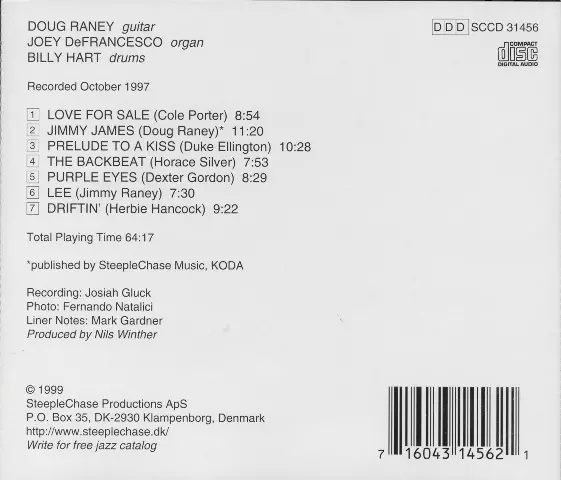 DOUG RANEY guitar
JOEY DeFRANCESCO organ
BILLY HART drums
DDD SCCD 31456
COMPACT
disc
DIGITAL AUDIO
Recorded October 1997
1 LOVE FOR SALE (Cole Porter) 8:54
2 JIMMY JAMES (Doug Raney)* 11:20
3 PRELUDE TO A KISS (Duke Ellington) 10:28
4 THE BACKBEAT (Horace Silver) 7:53
5 PURPLE EYES (Dexter Gordon) 8:29
6 LEE (Jimmy Raney) 7:30
7 DRIFTIN' (Herbie Hancock) 9:22
Total Playing Time 64:17
*published by SteepleChase Music, KODA
Recording: Josiah Gluck
Photo: Fernando Natalici
Liner Notes: Mark Gardner
Produced by Nils Winther
© 1999
SteepleChase Productions ApS
P.O. Box 35, DK-2930 Klampenborg, Denmark
http://www.steeplechase.dk/
Write for free jazz catalog
7 16043 14562 1